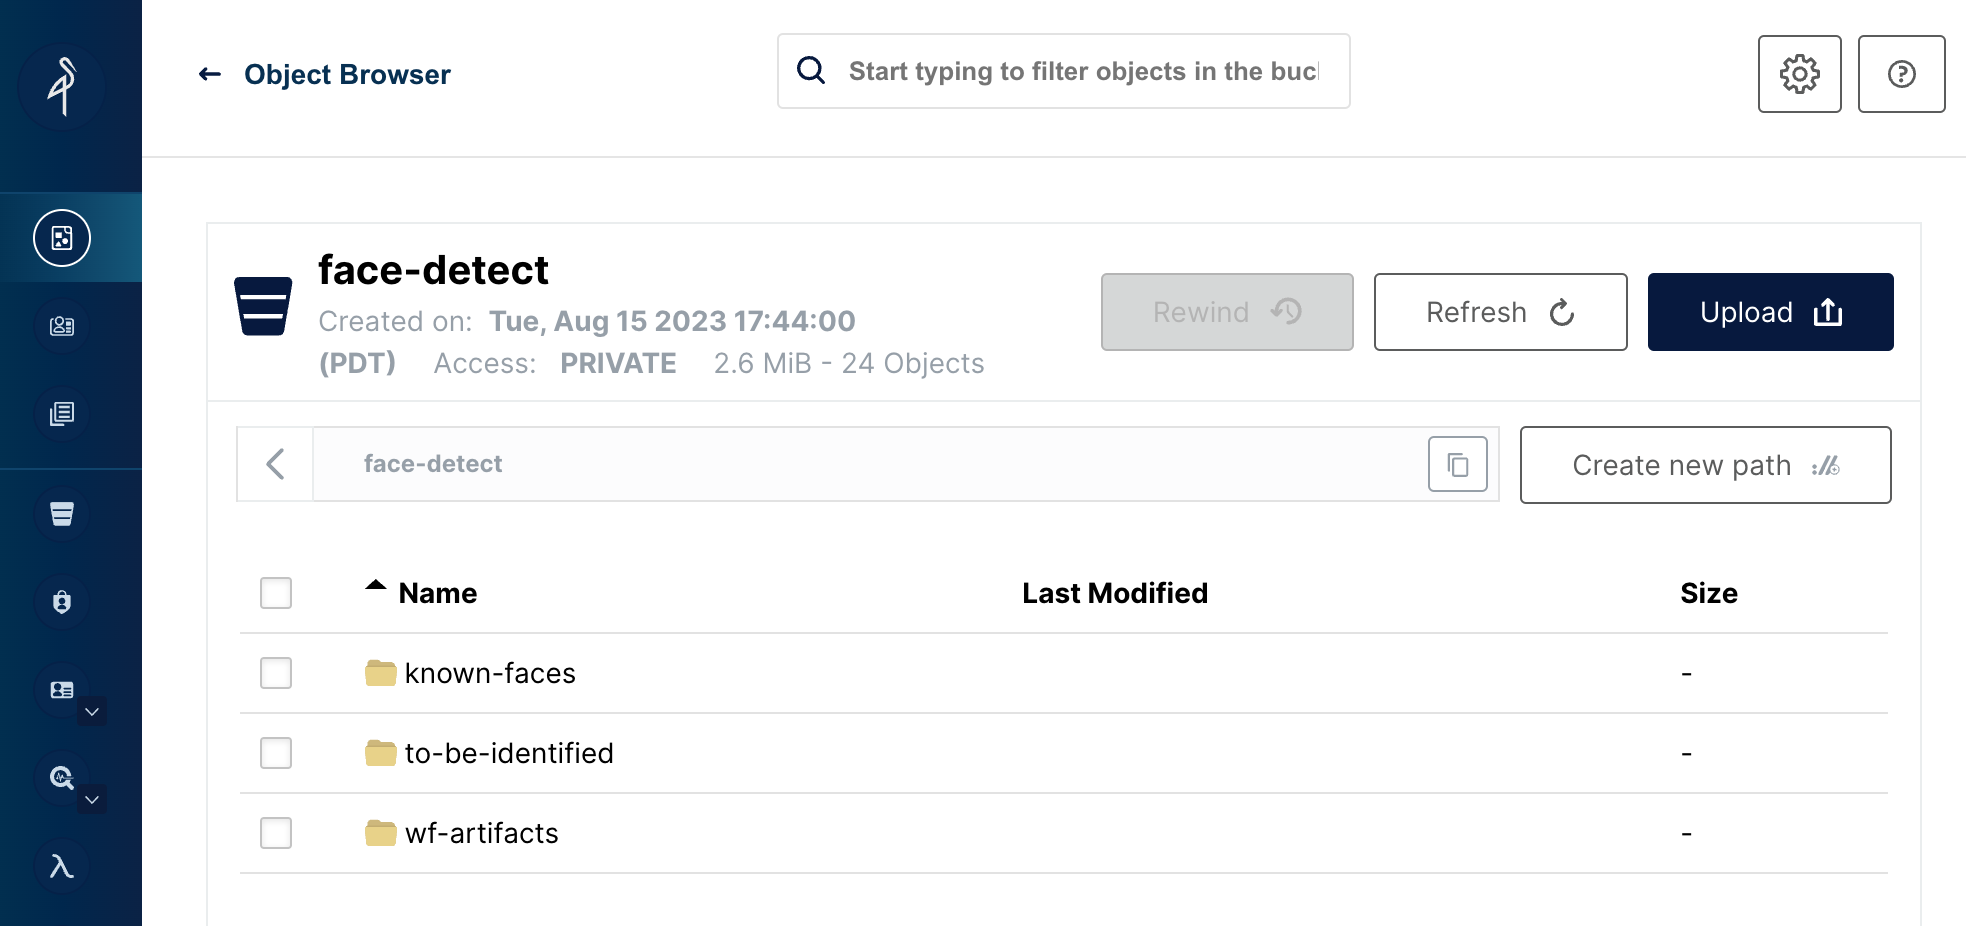 Object Browser
Start typing to filter objects in the buc
face-detect
Created on: Tue, Aug 15 2023 17:44:00
(PDT) Access: PRIVATE 2.6 MiB - 24 Objects
Rewind
Refresh
Upload
face-detect
Create new path
Name Last Modified Size
known-faces -
to-be-identified -
wf-artifacts -